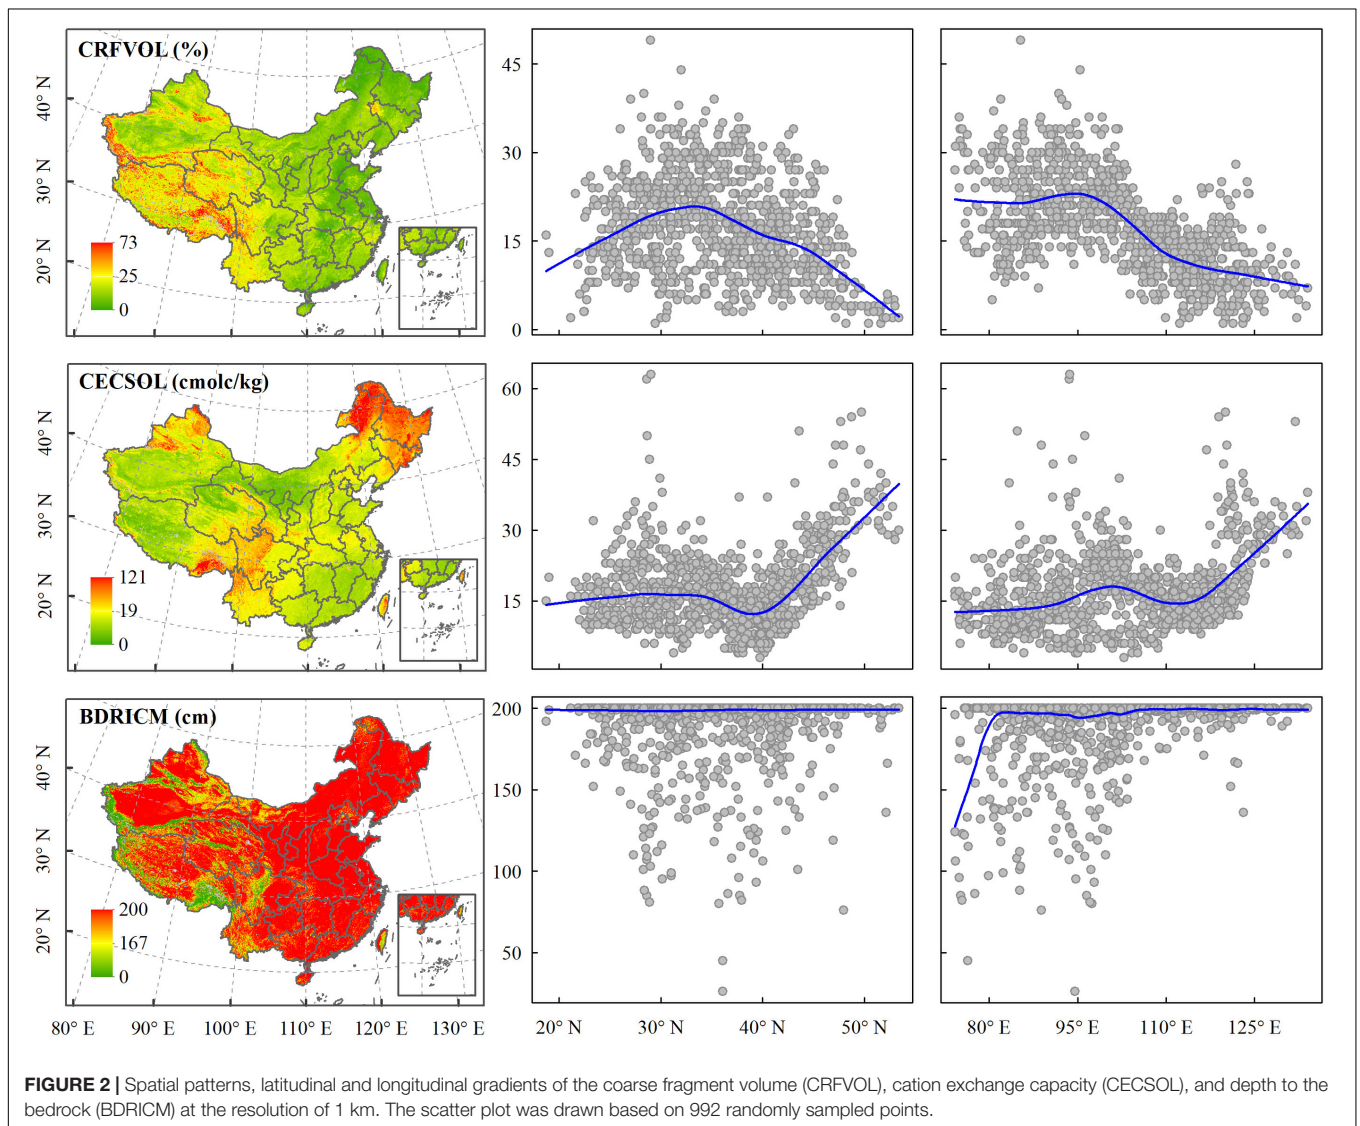 CRFVOL (%)
40° N
30° N
20° N
73
25
0
45
30
15
0
CECSOL (cmolc/kg)
40° N
30° N
20° N
121
19
0
60
45
30
15
BDRICM (cm)
40° N
30° N
20° N
200
167
0
200
150
100
50
80° E 90° E 100° E 110° E 120° E 130° E
20° N 30° N 40° N 50° N
80° E 95° E 110° E 125° E
FIGURE 2 | Spatial patterns, latitudinal and longitudinal gradients of the coarse fragment volume (CRFVOL), cation exchange capacity (CECSOL), and depth to the
bedrock (BDRICM) at the resolution of 1 km. The scatter plot was drawn based on 992 randomly sampled points.